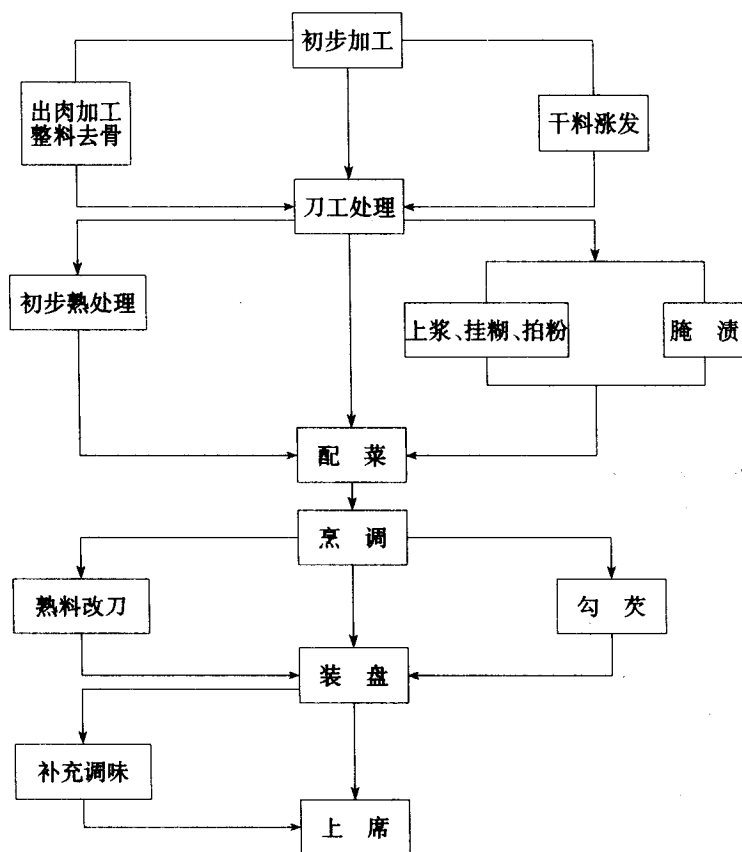 初步加工
出肉加工
整料去骨
干料涨发
刀工处理
初步熟处理
上浆、挂糊、拍粉
腌 渍
配 菜
烹 调
熟料改刀
勾 芡
装 盘
补充调味
上 席